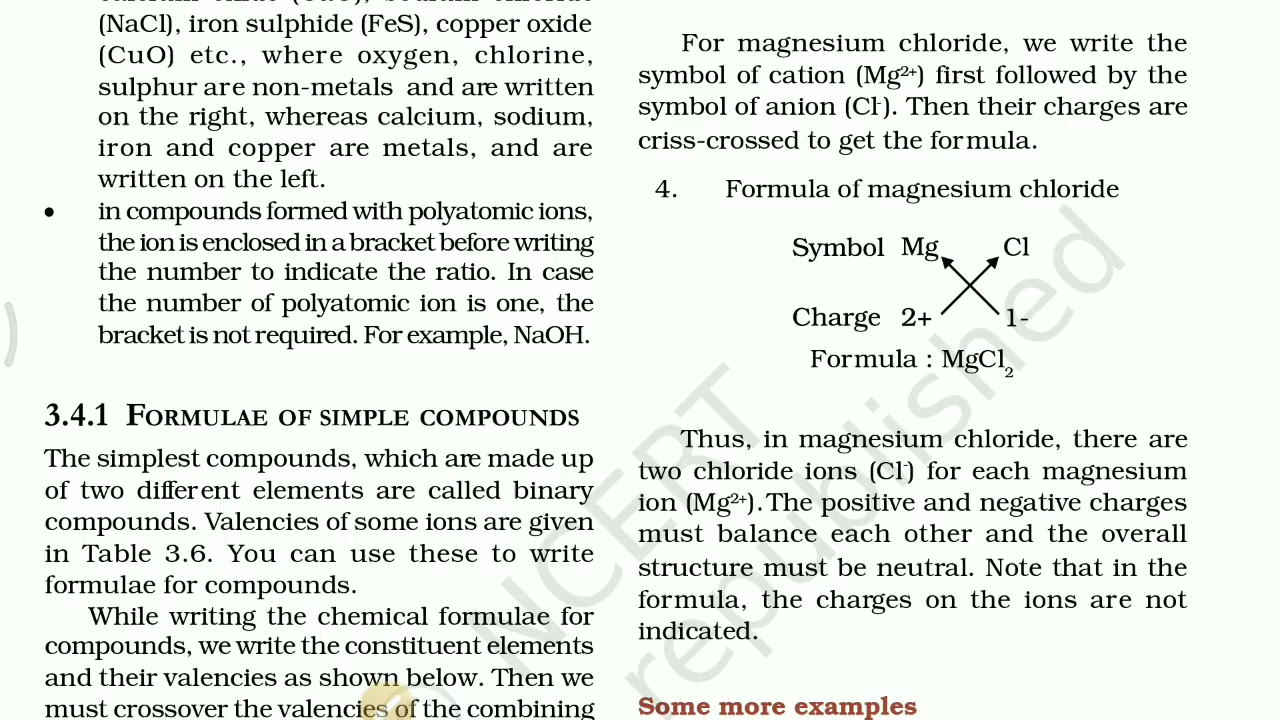 calcium oxide (CaO), sodium chloride
(NaCl), iron sulphide (FeS), copper oxide
(CuO) etc., where oxygen, chlorine,
sulphur are non-metals and are written
on the right, whereas calcium, sodium,
iron and copper are metals, and are
written on the left.
• in compounds formed with polyatomic ions,
the ion is enclosed in a bracket before writing
the number to indicate the ratio. In case
the number of polyatomic ion is one, the
bracket is not required. For example, NaOH.
3.4.1 FORMULAE OF SIMPLE COMPOUNDS
The simplest compounds, which are made up
of two different elements are called binary
compounds. Valencies of some ions are given
in Table 3.6. You can use these to write
formulae for compounds.
While writing the chemical formulae for
compounds, we write the constituent elements
and their valencies as shown below. Then we
must crossover the valencies of the combining
For magnesium chloride, we write the
symbol of cation (Mg²⁺) first followed by the
symbol of anion (Cl⁻). Then their charges are
criss-crossed to get the formula.
4. Formula of magnesium chloride
Symbol Mg Cl
Charge 2+ 1-
Formula : MgCl₂
Thus, in magnesium chloride, there are
two chloride ions (Cl⁻) for each magnesium
ion (Mg²⁺). The positive and negative charges
must balance each other and the overall
structure must be neutral. Note that in the
formula, the charges on the ions are not
indicated.
Some more examples
NCERT
republished